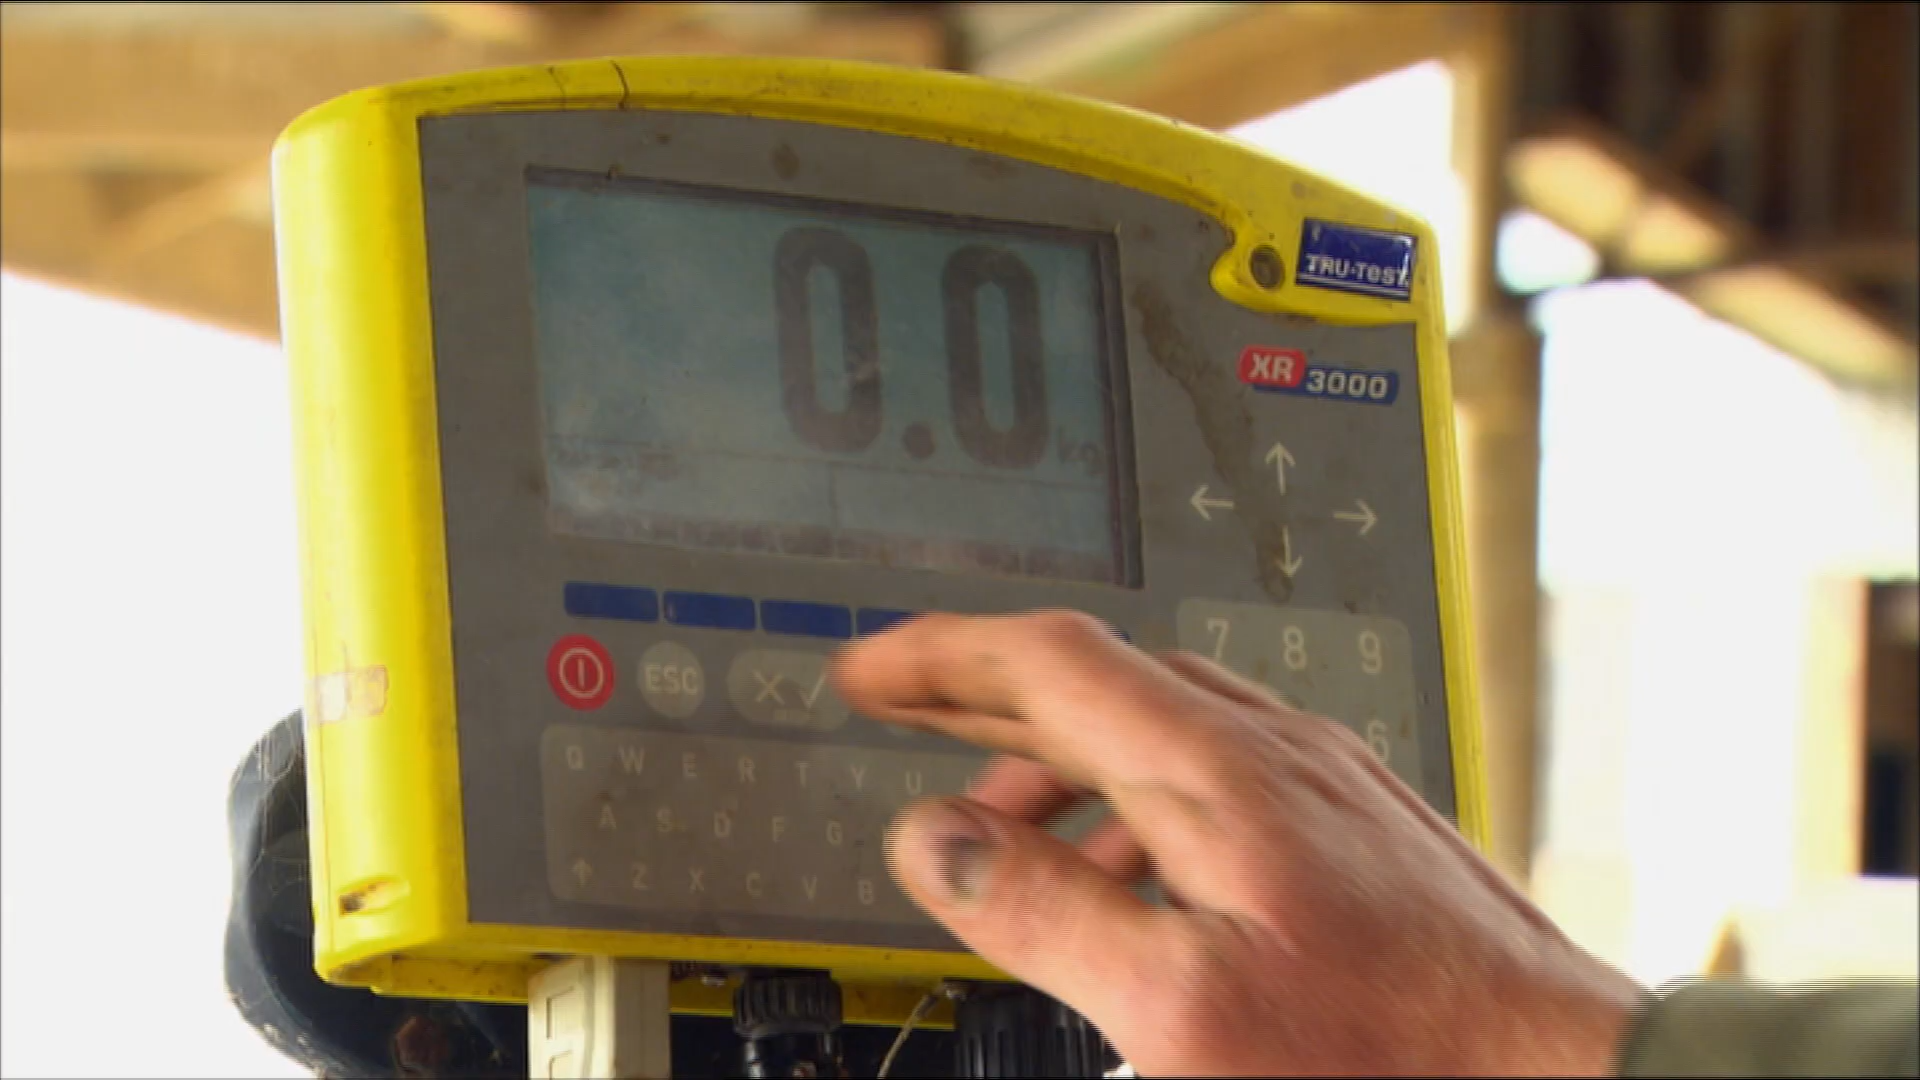 0.0 kg
TRU-TEST
XR 3000
ESC
7 8 9
6
Q W E R T Y U
A S D F G
Z X C V B